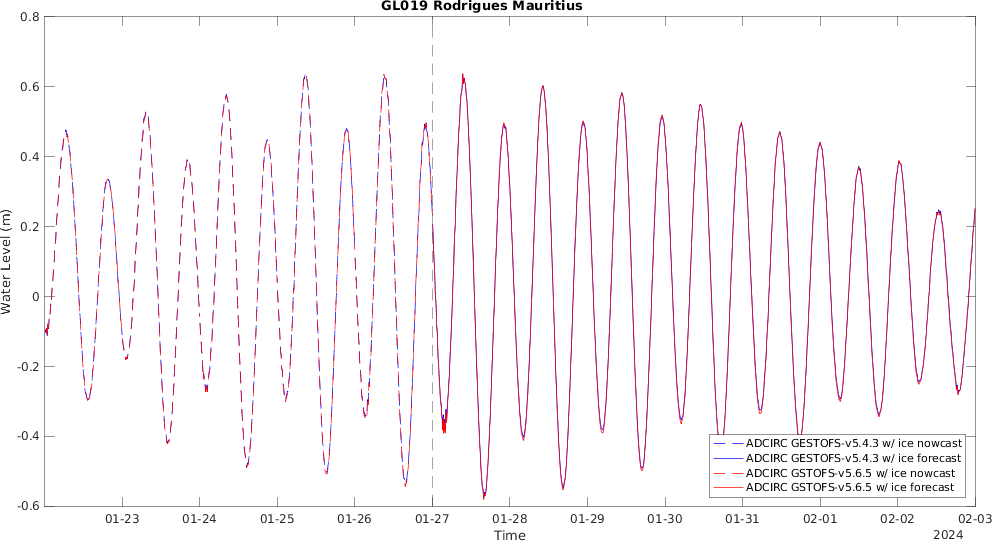 GL019 Rodrigues Mauritius
0.8
0.6
0.4
0.2
0
-0.2
-0.4
-0.6
Water Level (m)
ADCIRC GESTOFS-v5.4.3 w/ ice nowcast
ADCIRC GESTOFS-v5.4.3 w/ ice forecast
ADCIRC GSTOFS-v5.6.5 w/ ice nowcast
ADCIRC GSTOFS-v5.6.5 w/ ice forecast
01-23 01-24 01-25 01-26 01-27 01-28 01-29 01-30 01-31 02-01 02-02 02-03
Time
2024